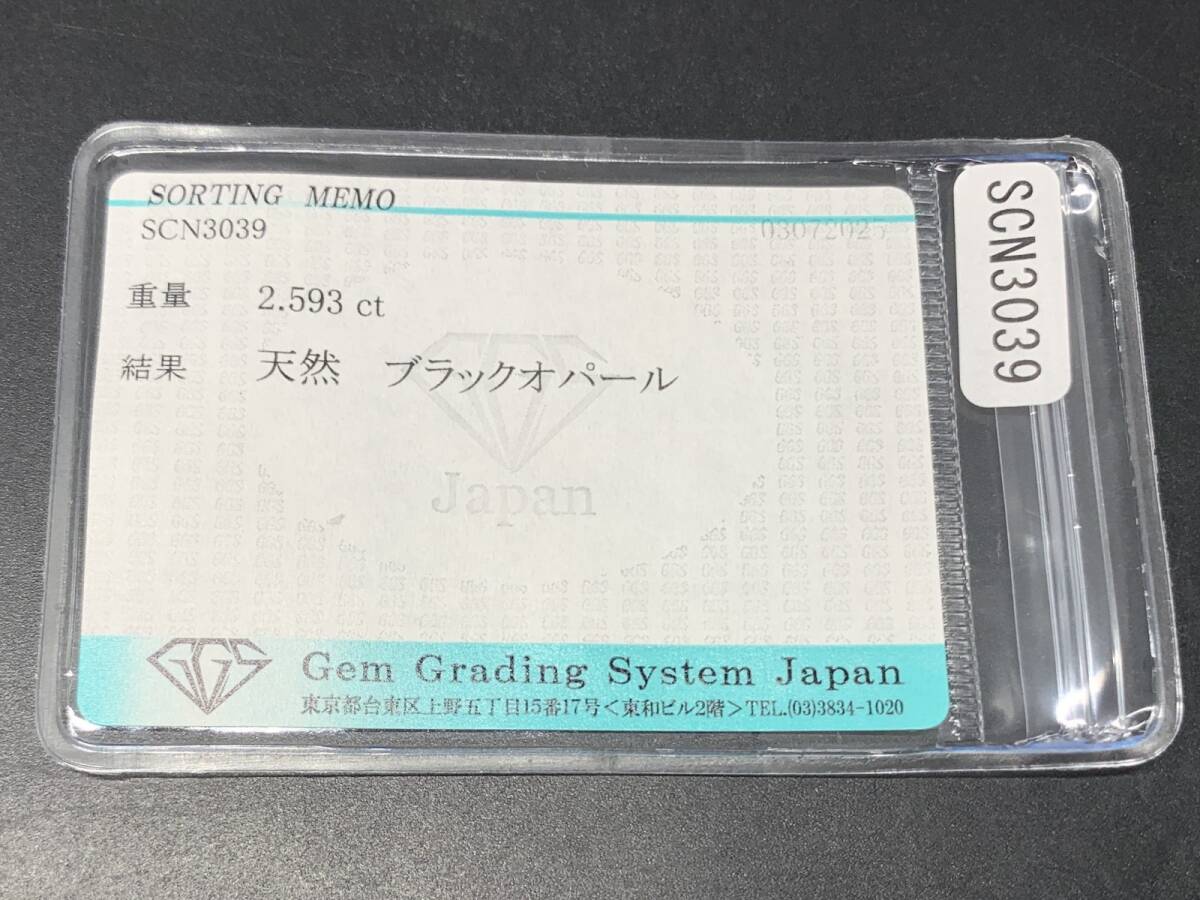 SORTING MEMO
SCN3039 03072025
重量 2.593 ct
結果 天然 ブラックオパール
Japan
GGS Gem Grading System Japan
東京都台東区上野五丁目15番17号<東和ビル2階>TEL.(03)3834-1020
SCN3039